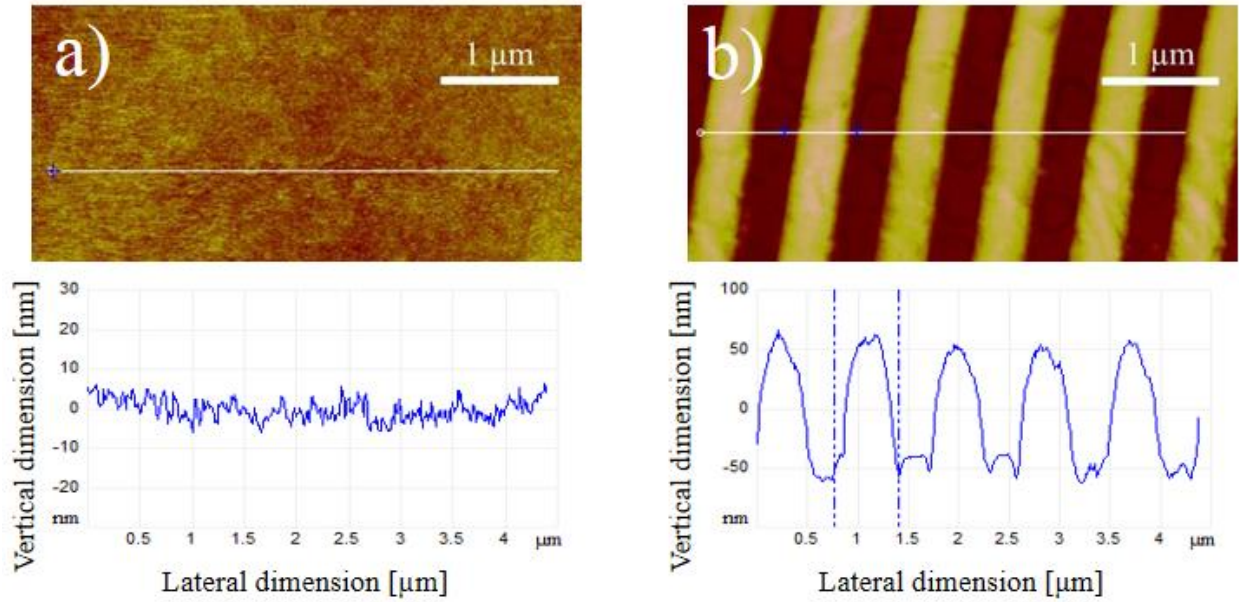 a)
1 µm
b)
1 µm
Vertical dimension [nm]
30
20
10
0
-10
-20
nm
0.5
1
1.5
2
2.5
3
3.5
4
µm
Lateral dimension [µm]
Vertical dimension [nm]
100
50
0
-50
nm
0.5
1
1.5
2
2.5
3
3.5
4
µm
Lateral dimension [µm]